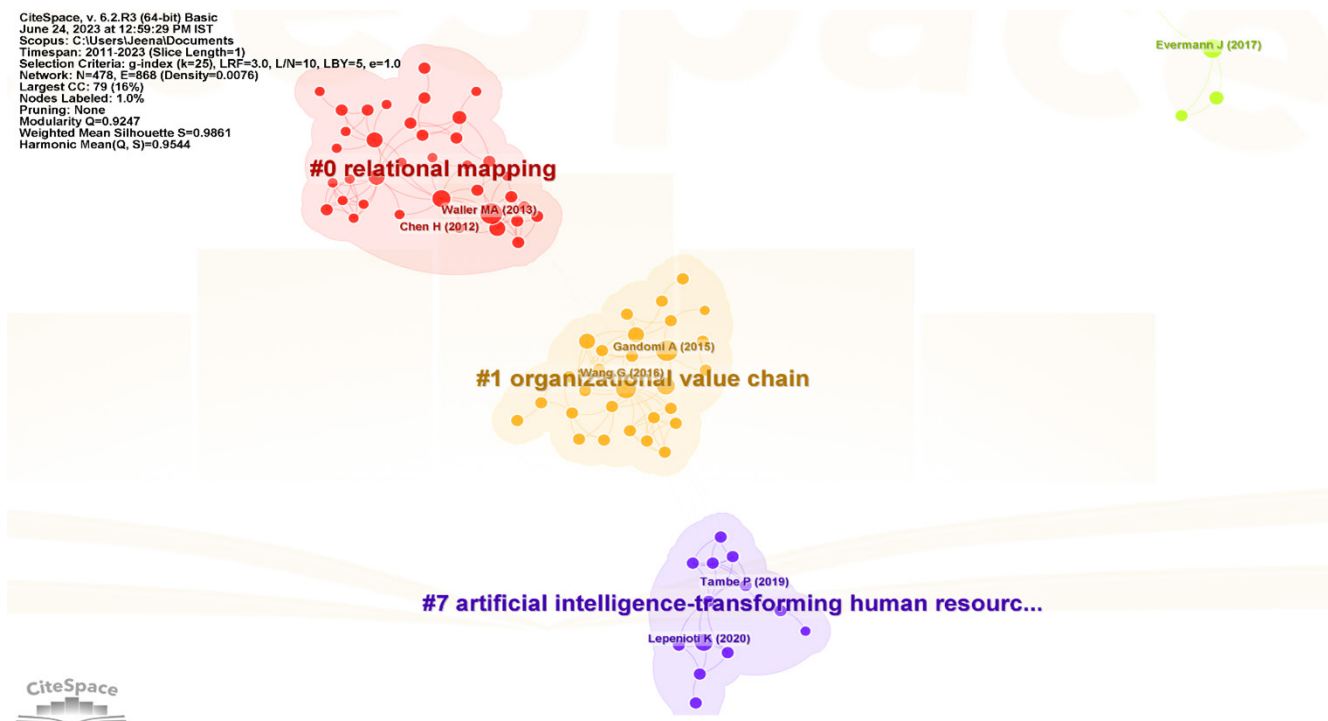 CiteSpace, v. 6.2.R3 (64-bit) Basic
June 24, 2023 at 12:59:29 PM IST
Scopus: C:\Users\Jeena\Documents
Timespan: 2011-2023 (Slice Length=1)
Selection Criteria: g-index (k=25), LRF=3.0, L/N=10, LBY=5, e=1.0
Network: N=478, E=868 (Density=0.0076)
Largest CC: 79 (16%)
Nodes Labeled: 1.0%
Pruning: None
Modularity Q=0.9247
Weighted Mean Silhouette S=0.9861
Harmonic Mean(Q, S)=0.9544
Evermann J (2017)
#0 relational mapping
Waller MA (2013)
Chen H (2012)
Gandomi A (2015)
Wang G (2016)
#1 organizational value chain
Tambe P (2019)
#7 artificial intelligence-transforming human resourc...
Lepenioti K (2020)
CiteSpace